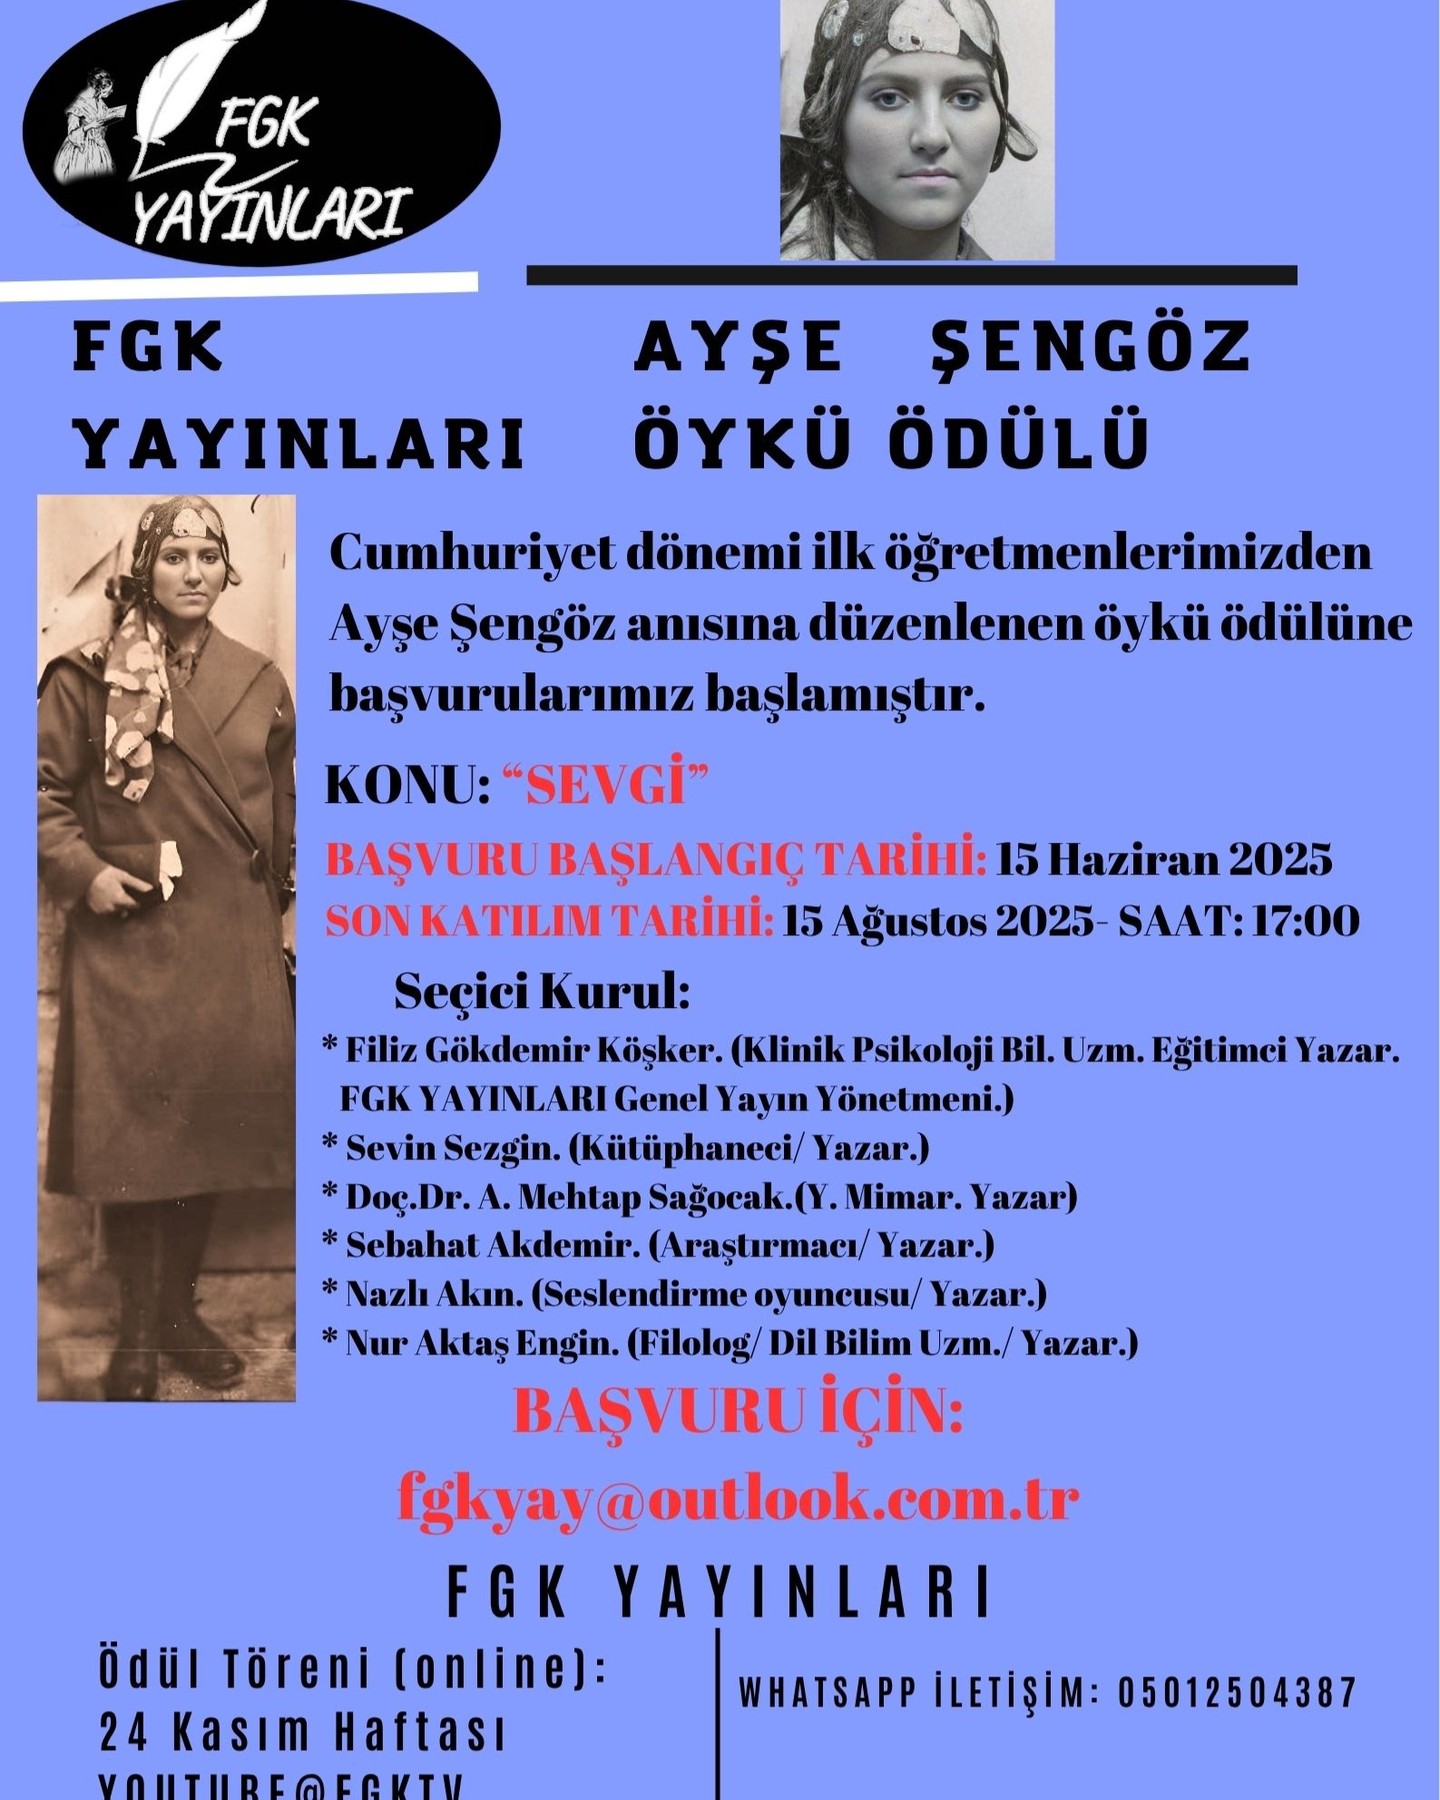 FGK
YAYINLARI
FGK
YAYINLARI
AYŞE ŞENGÖZ
ÖYKÜ ÖDÜLÜ
Cumhuriyet dönemi ilk öğretmenlerimizden
Ayşe Şengöz anısına düzenlenen öykü ödülüne
başvurularımız başlamıştır.
KONU: “SEVGİ”
BAŞVURU BAŞLANGIÇ TARİHİ: 15 Haziran 2025
SON KATILIM TARİHİ: 15 Ağustos 2025- SAAT: 17:00
Seçici Kurul:
* Filiz Gökdemir Köşker. (Klinik Psikoloji Bil. Uzm. Eğitimci Yazar.
FGK YAYINLARI Genel Yayın Yönetmeni.)
* Sevin Sezgin. (Kütüphaneci/ Yazar.)
* Doç.Dr. A. Mehtap Sağocak.(Y. Mimar. Yazar)
* Sebahat Akdemir. (Araştırmacı/ Yazar.)
* Nazlı Akın. (Seslendirme oyuncusu/ Yazar.)
* Nur Aktaş Engin. (Filolog/ Dil Bilim Uzm./ Yazar.)
BAŞVURU İÇİN:
fgkyay@outlook.com.tr
FGK YAYINLARI
Ödül Töreni (online):
24 Kasım Haftası
YOUTUBE@FGKTV
WHATSAPP İLETİŞİM: 05012504387